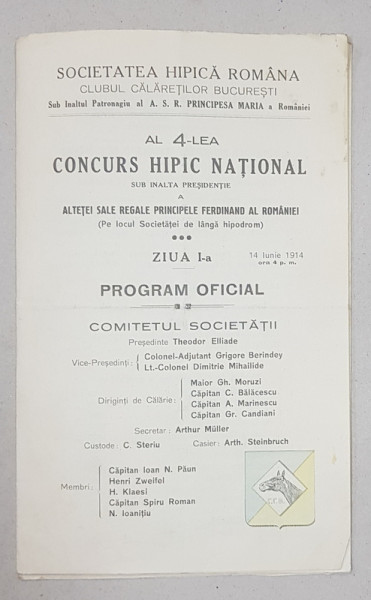 SOCIETATEA HIPICĂ ROMÂNA
CLUBUL CĂLĂREȚILOR BUCUREȘTI
Sub Inaltul Patronagiu al A. S. R. PRINCIPESA MARIA a României
AL 4-LEA
CONCURS HIPIC NAȚIONAL
SUB INALTA PREȘIDENȚIE
A
ALTEȚEI SALE REGALE PRINCIPELE FERDINAND AL ROMÂNIEI
(Pe locul Societăței de lângă hipodrom)
ZIUA I-a
14 Iunie 1914
ora 4 p. m.
PROGRAM OFICIAL
COMITETUL SOCIETĂȚII
Președinte Theodor Elliade
Vice-Președinți: Colonel-Adjutant Grigore Berindey
Lt.-Colonel Dimitrie Mihailide
Diriginți de Călărie: Maior Gh. Moruzi
Căpitan C. Bălăcescu
Căpitan A. Marinescu
Căpitan Gr. Candiani
Secretar: Arthur Müller
Custode: C. Steriu Casier: Arth. Steinbruch
Membri: Căpitan Ioan N. Păun
Henri Zweifel
H. Klaesi
Căpitan Spiru Roman
N. Ioanițiu